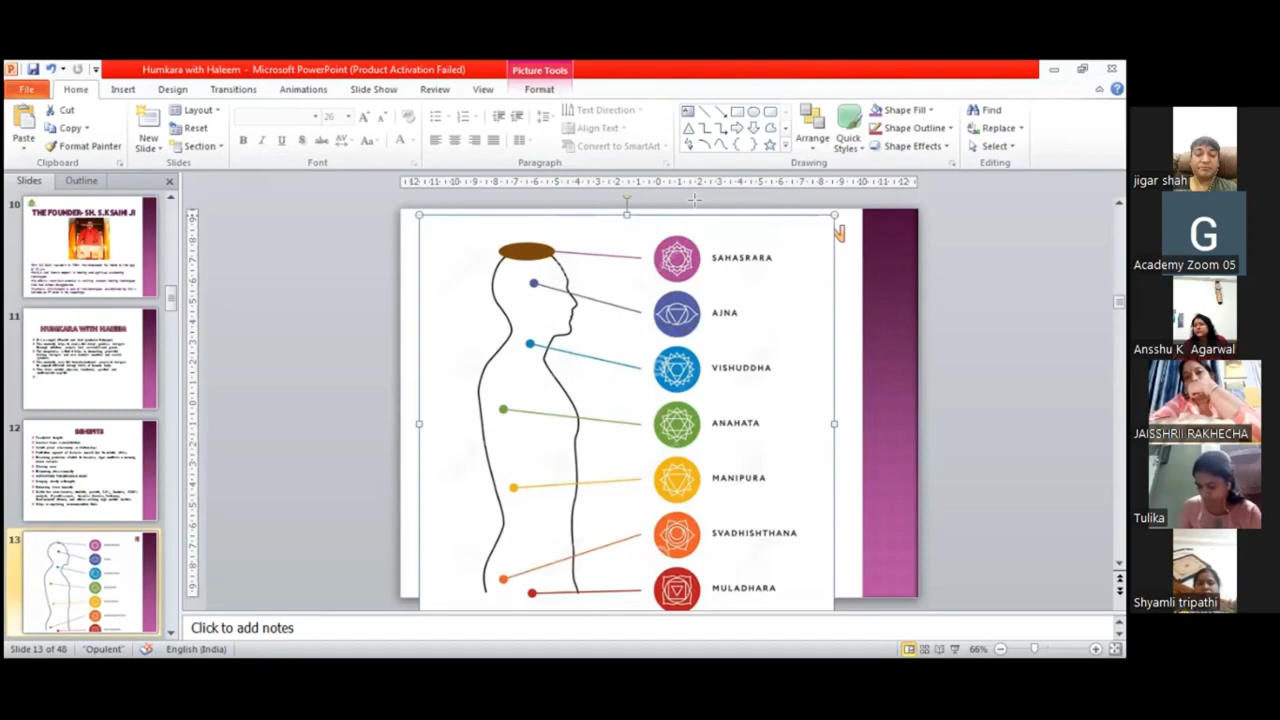 Humkara with Haleem - Microsoft PowerPoint (Product Activation Failed)
Picture Tools
File Home Insert Design Transitions Animations Slide Show Review View Format
Paste
Cut
Copy
Format Painter
Clipboard
New Slide
Layout
Reset
Section
Slides
26
B I U S abc AV Aa A
Font
Text Direction
Align Text
Convert to SmartArt
Paragraph
Arrange
Quick Styles
Shape Fill
Shape Outline
Shape Effects
Drawing
Find
Replace
Select
Editing
Slides Outline
10
THE FOUNDER- SH. S.K SAINI JI
11
HUMKARA WITH HALEEM
12
BENEFITS
13
SAHASRARA
AJNA
VISHUDDHA
ANAHATA
MANIPURA
SVADHISHTHANA
MULADHARA
Click to add notes
Slide 13 of 48
"Opulent"
English (India)
66%
jigar shah
G
Academy Zoom 05
Ansshu K Agarwal
JAISSHRII RAKHECHA
Tulika
Shyamli tripathi